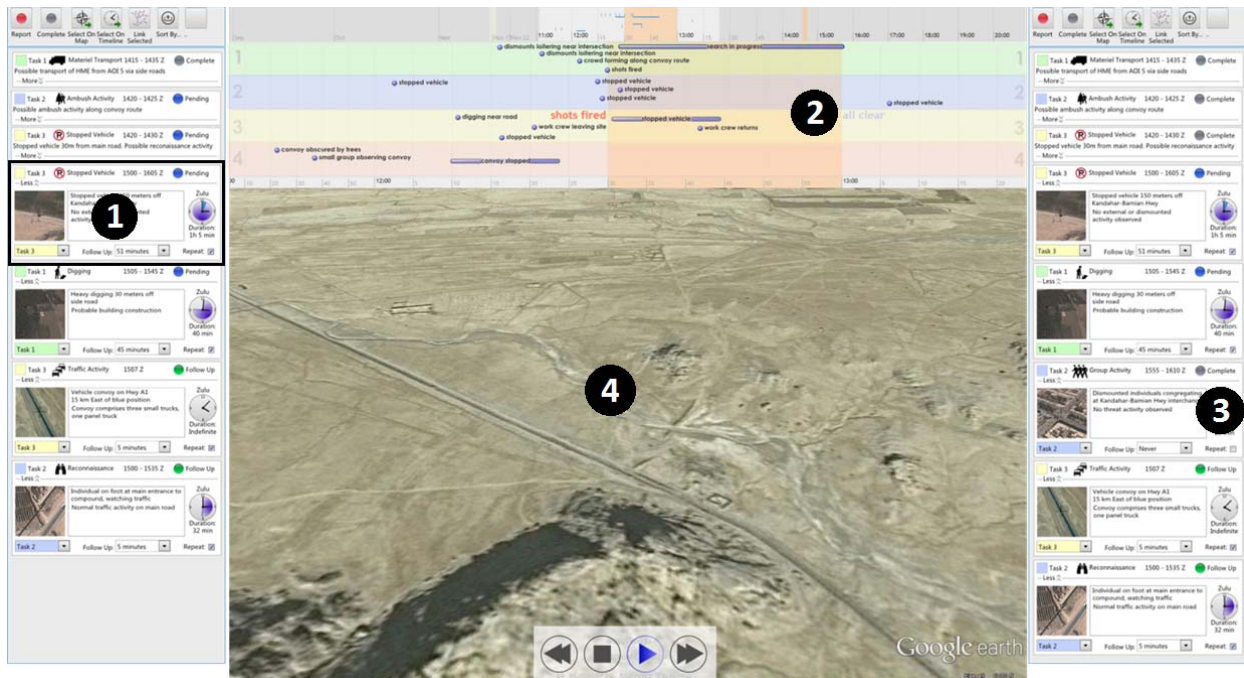 Report Complete Select On Map Select On Timeline Link Selected Sort By...
Task 1 Materiel Transport 1415 - 1435 Z Complete
Possible transport of HME from AOI 5 via side roads
More
Task 2 Ambush Activity 1420 - 1425 Z Pending
Possible ambush activity along convoy route
More
Task 3 Stopped Vehicle 1420 - 1430 Z Pending
Stopped vehicle 30m from main road. Possible reconaissance activity
More
Task 3 Stopped Vehicle 1500 - 1605 Z Pending
Less
Stopped vehicle 150 meters off
Kandahar-
No
activity
Zulu
Duration:
1h 5 min
1
Task 3 Follow Up: 51 minutes Repeat:
Task 1 Digging 1505 - 1545 Z Pending
Less
Heavy digging 30 meters off
side road
Probable building construction
Zulu
Duration:
40 min
Task 1 Follow Up: 45 minutes Repeat:
Task 3 Traffic Activity 1507 Z Follow Up
Less
Vehicle convoy on Hwy A1
15 km East of blue position
Convoy comprises three small trucks,
one panel truck
Zulu
Duration:
Indefinite
Task 3 Follow Up: 5 minutes Repeat:
Task 2 Reconnaissance 1500 - 1535 Z Follow Up
Less
Individual on foot at main entrance to
compound, watching traffic
Normal traffic activity on main road
Zulu
Duration:
32 min
Task 2 Follow Up: 5 minutes Repeat:
11:00 12:00 13:00 14:00 15:00 16:00 17:00 18:00 19:00 20:00
1 1
dismounts loitering near intersection search in progress
dismounts loitering near intersection
crowd forming along convoy route
shots fired
2 2
stopped vehicle stopped vehicle
stopped vehicle
stopped vehicle stopped vehicle
2
3 3
shots fired all clear
digging near road stopped vehicle
work crew leaving site work crew returns
stopped vehicle
4 4
convoy obscured by trees
small group observing convoy convoy stopped
12:00 13:00
4
Google earth
Report Complete Select On Map Select On Timeline Link Selected Sort By...
Task 1 Materiel Transport 1415 - 1435 Z Complete
Possible transport of HME from AOI 5 via side roads
More
Task 2 Ambush Activity 1420 - 1425 Z Complete
Possible ambush activity along convoy route
More
Task 3 Stopped Vehicle 1420 - 1430 Z Complete
Stopped vehicle 30m from main road. Possible reconaissance activity
More
Task 3 Stopped Vehicle 1500 - 1605 Z Pending
Less
Stopped vehicle 150 meters off
Kandahar-Bamian Hwy
No external or dismounted
activity observed
Zulu
Duration:
1h 5 min
Task 3 Follow Up: 51 minutes Repeat:
Task 1 Digging 1505 - 1545 Z Pending
Less
Heavy digging 30 meters off
side road
Probable building construction
Zulu
Duration:
40 min
Task 1 Follow Up: 45 minutes Repeat:
Task 2 Group Activity 1555 - 1610 Z Complete
Less
Dismounted individuals congregating
at Kandahar-Bamian Hwy
No threat activity observed
3
Task 2 Follow Up: Never Repeat:
Task 3 Traffic Activity 1507 Z Follow Up
Less
Vehicle convoy on Hwy A1
15 km East of blue position
Convoy comprises three small trucks,
one panel truck
Zulu
Duration:
Indefinite
Task 3 Follow Up: 5 minutes Repeat:
Task 2 Reconnaissance 1500 - 1535 Z Follow Up
Less
Individual on foot at main entrance to
compound, watching traffic
Normal traffic activity on main road
Zulu
Duration:
32 min
Task 2 Follow Up: 5 minutes Repeat: